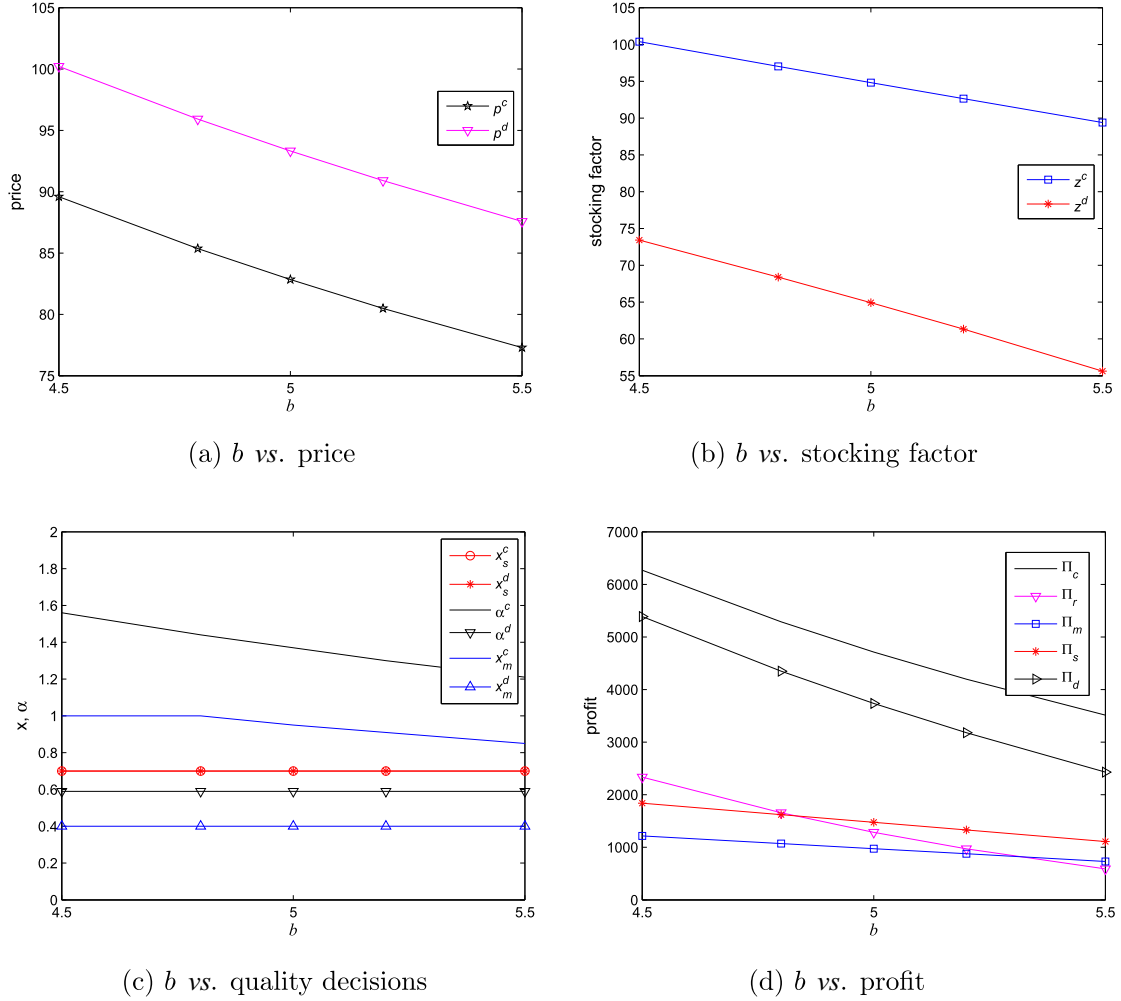 105
100
95
90
85
80
75
price
4.5
5
5.5
b
p^c
p^d
(a) b vs. price
105
100
95
90
85
80
75
70
65
60
55
stocking factor
4.5
5
5.5
b
z^c
z^d
(b) b vs. stocking factor
2
1.8
1.6
1.4
1.2
1
0.8
0.6
0.4
0.2
0
x, α
4.5
5
5.5
b
x_s^c
x_s^d
α^c
α^d
x_m^c
x_m^d
(c) b vs. quality decisions
7000
6000
5000
4000
3000
2000
1000
0
profit
4.5
5
5.5
b
Π_c
Π_r
Π_m
Π_s
Π_d
(d) b vs. profit